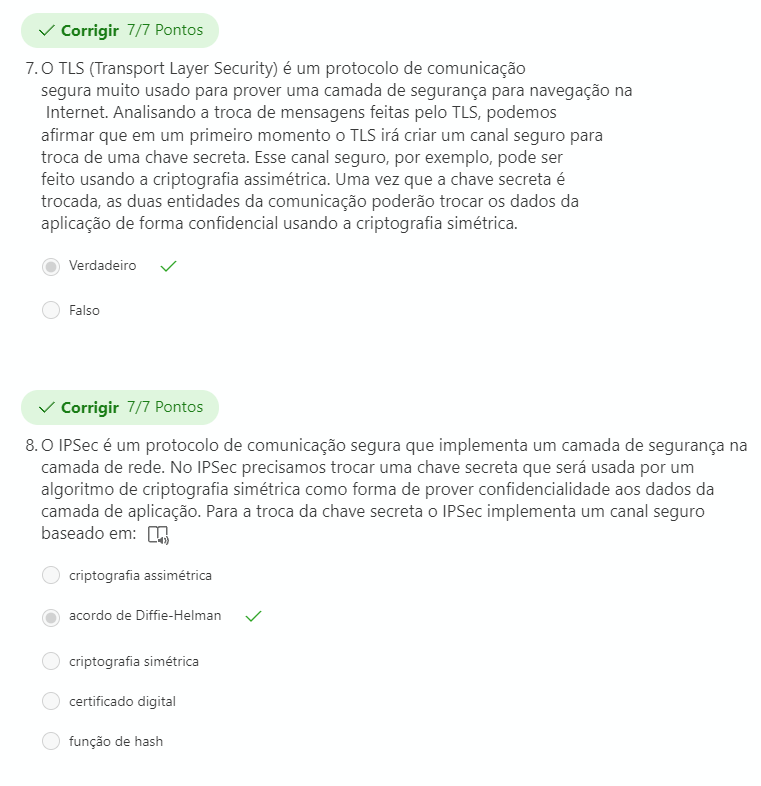 Corrigir 7/7 Pontos
7. O TLS (Transport Layer Security) é um protocolo de comunicação
segura muito usado para prover uma camada de segurança para navegação na
Internet. Analisando a troca de mensagens feitas pelo TLS, podemos
afirmar que em um primeiro momento o TLS irá criar um canal seguro para
troca de uma chave secreta. Esse canal seguro, por exemplo, pode ser
feito usando a criptografia assimétrica. Uma vez que a chave secreta é
trocada, as duas entidades da comunicação poderão trocar os dados da
aplicação de forma confidencial usando a criptografia simétrica.
Verdadeiro
Falso
Corrigir 7/7 Pontos
8. O IPSec é um protocolo de comunicação segura que implementa um camada de segurança na
camada de rede. No IPSec precisamos trocar uma chave secreta que será usada por um
algoritmo de criptografia simétrica como forma de prover confidencialidade aos dados da
camada de aplicação. Para a troca da chave secreta o IPSec implementa um canal seguro
baseado em:
criptografia assimétrica
acordo de Diffie-Helman
criptografia simétrica
certificado digital
função de hash